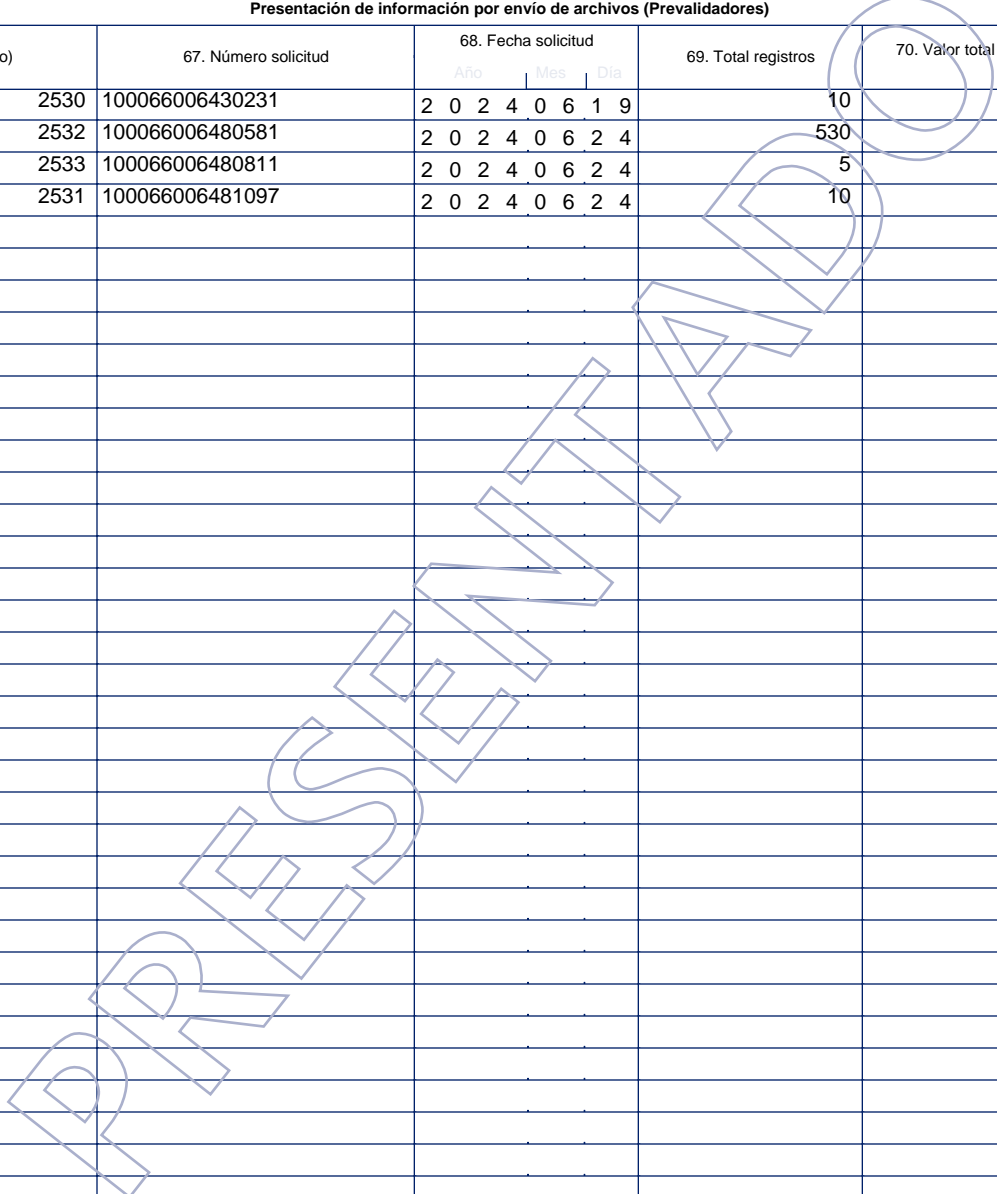 Presentación de información por envío de archivos (Prevalidadores)
o) 67. Número solicitud 68. Fecha solicitud 69. Total registros 70. Valor total
Año Mes Día
2530 100066006430231 2 0 2 4 0 6 1 9 10
2532 100066006480581 2 0 2 4 0 6 2 4 530
2533 100066006480811 2 0 2 4 0 6 2 4 5
2531 100066006481097 2 0 2 4 0 6 2 4 10
PRESENTADO